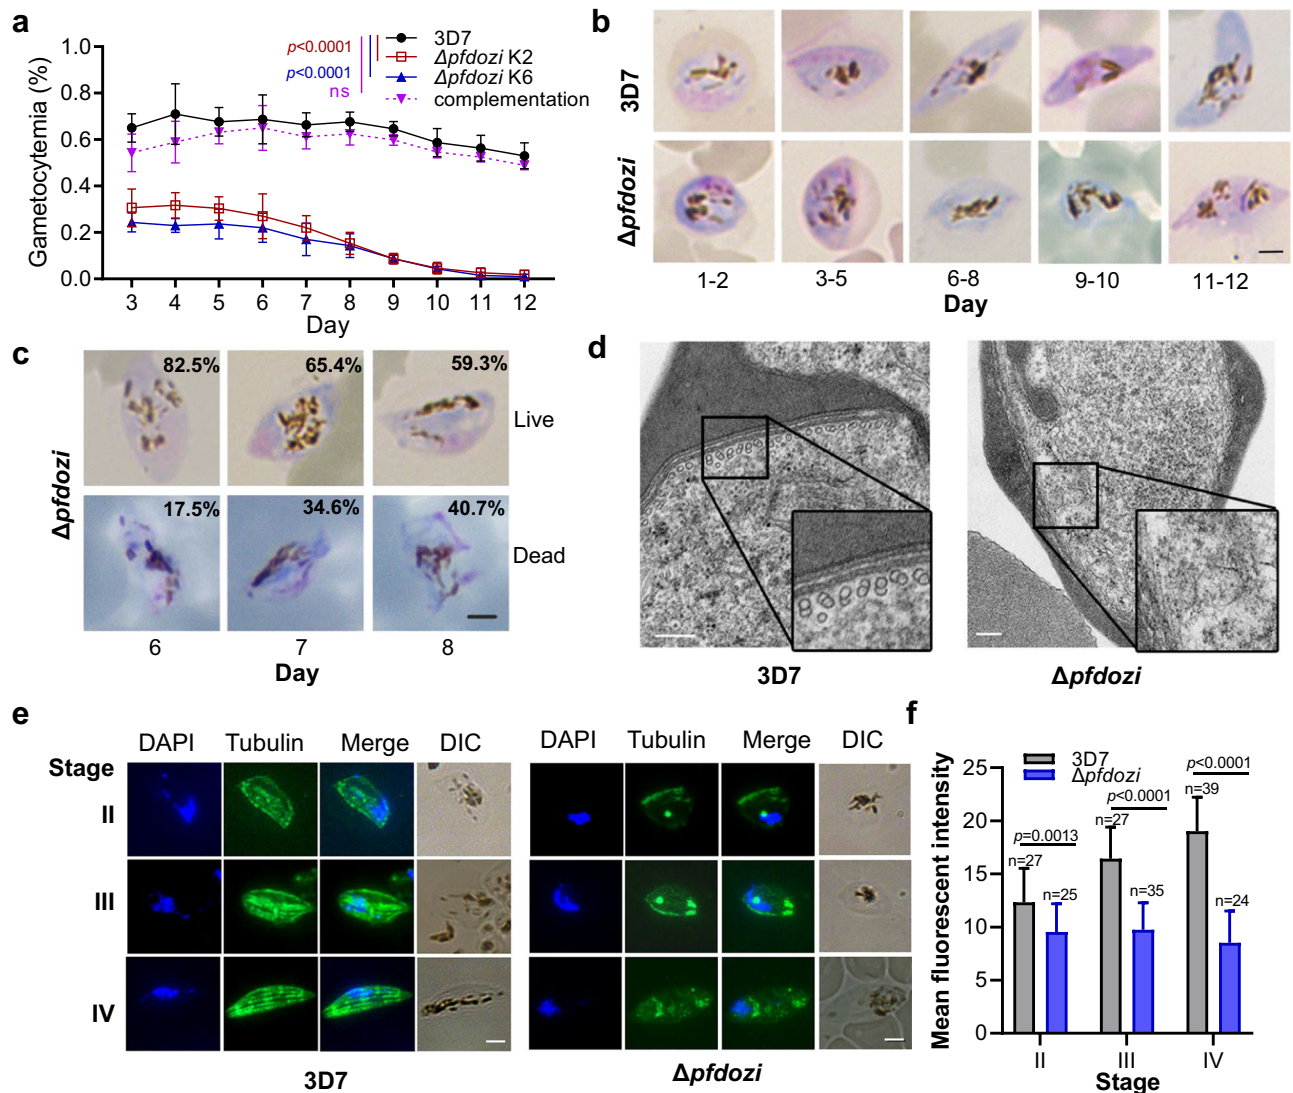 a
1.0
0.8
0.6
0.4
0.2
0.0
Gametocytemia (%)
3 4 5 6 7 8 9 10 11 12
Day
p<0.0001
p<0.0001
ns
3D7
Δpfdozi K2
Δpfdozi K6
complementation
b
3D7
Δpfdozi
1-2 3-5 6-8 9-10 11-12
Day
c
Δpfdozi
82.5% 65.4% 59.3%
Live
17.5% 34.6% 40.7%
Dead
6 7 8
Day
d
3D7 Δpfdozi
e
DAPI Tubulin Merge DIC DAPI Tubulin Merge DIC
Stage
II
III
IV
3D7 Δpfdozi
f
Mean fluorescent intensity
25
20
15
10
5
0
3D7
Δpfdozi
p=0.0013
p<0.0001
p<0.0001
n=27
n=25
n=27
n=35
n=39
n=24
II III IV
Stage